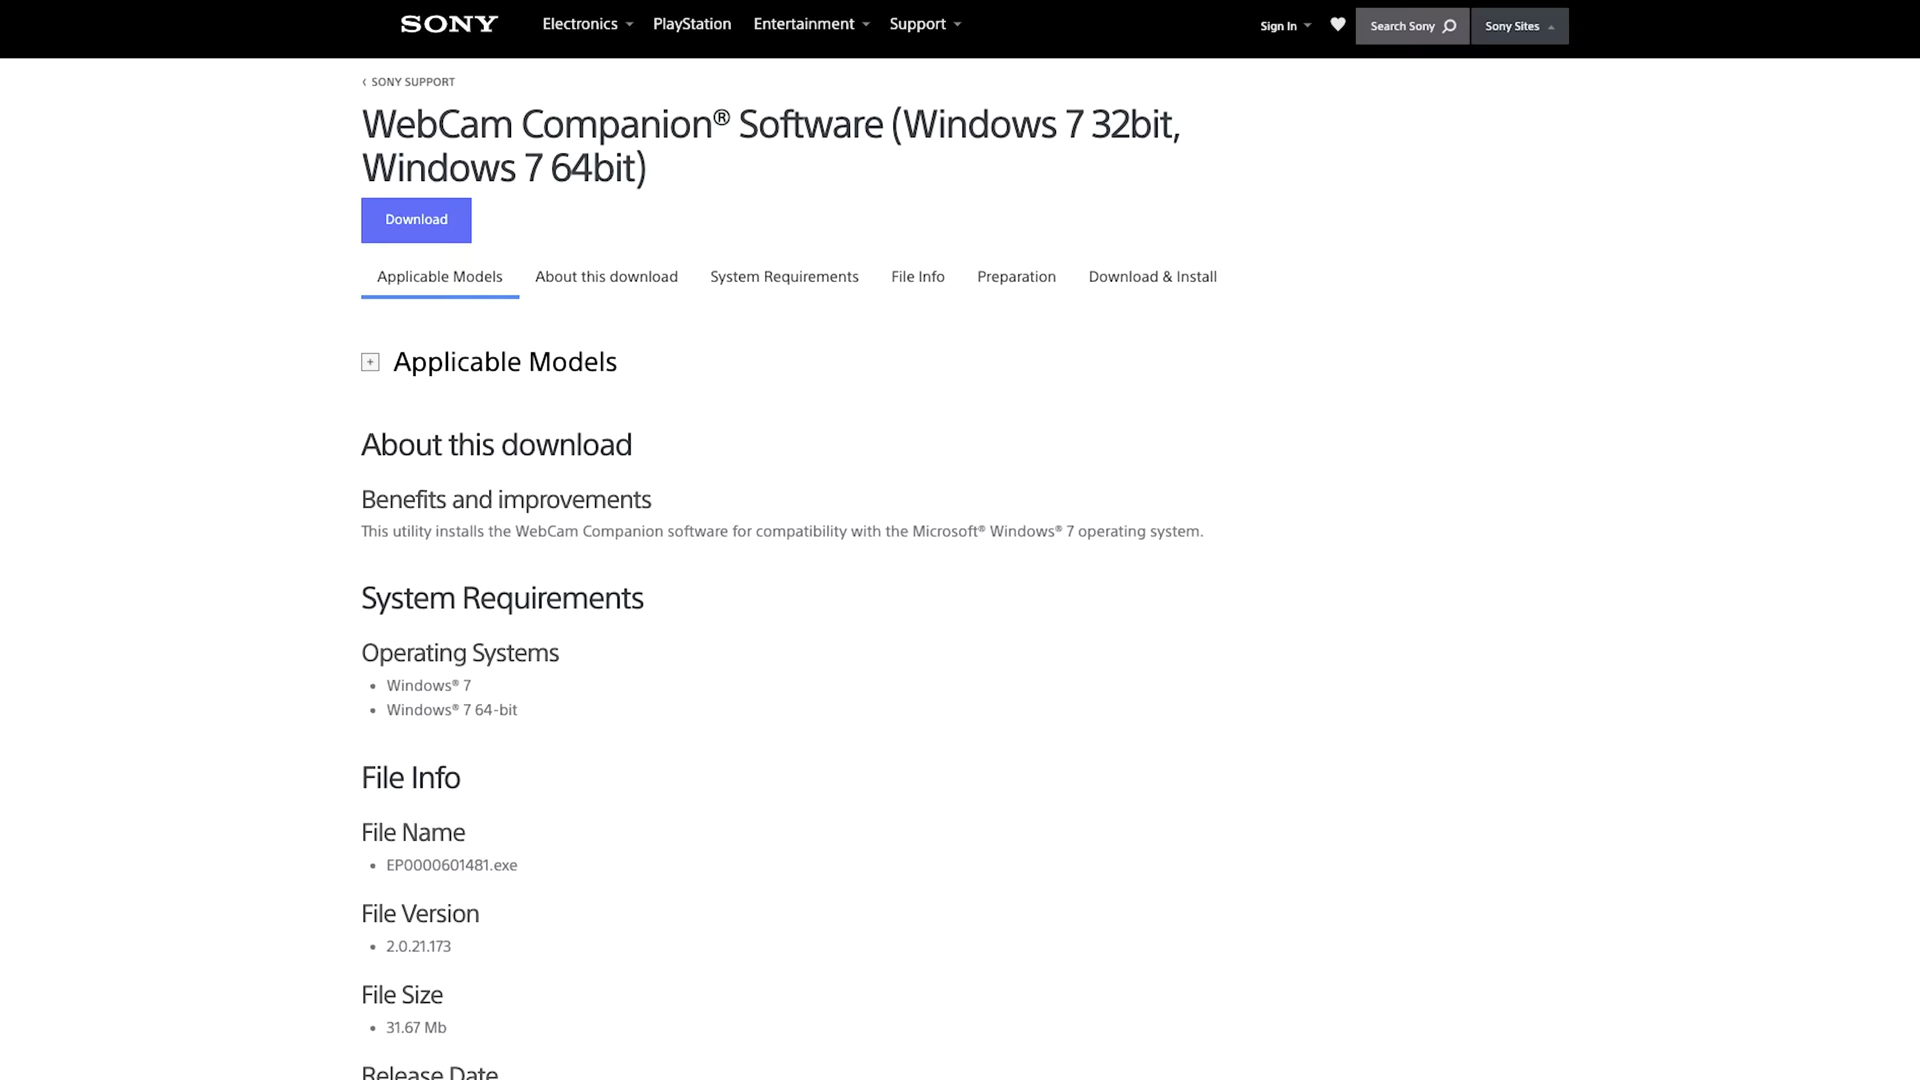 SONY Electronics PlayStation Entertainment Support Sign In Search Sony Sony Sites
‹ SONY SUPPORT
WebCam Companion® Software (Windows 7 32bit,
Windows 7 64bit)
Download
Applicable Models About this download System Requirements File Info Preparation Download & Install
+ Applicable Models
About this download
Benefits and improvements
This utility installs the WebCam Companion software for compatibility with the Microsoft® Windows® 7 operating system.
System Requirements
Operating Systems
• Windows® 7
• Windows® 7 64-bit
File Info
File Name
• EP0000601481.exe
File Version
• 2.0.21.173
File Size
• 31.67 Mb
Release Date